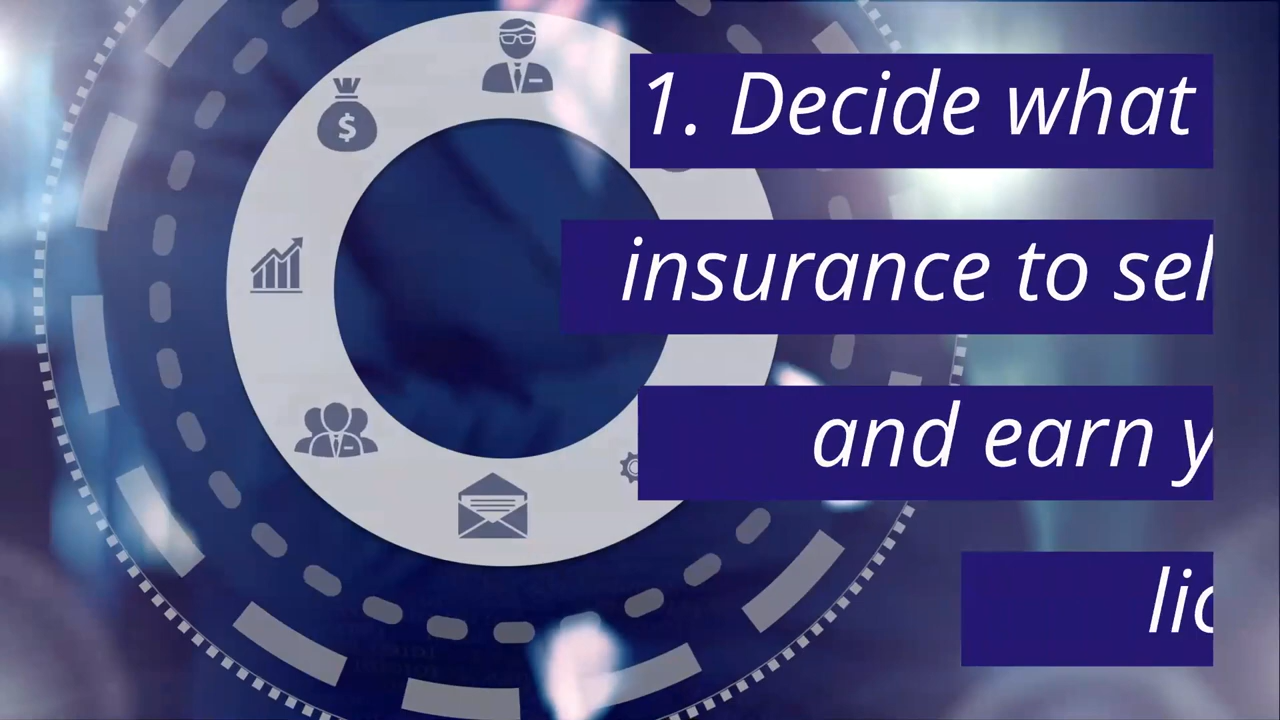 1. Decide what
insurance to sel
and earn y
lic
$